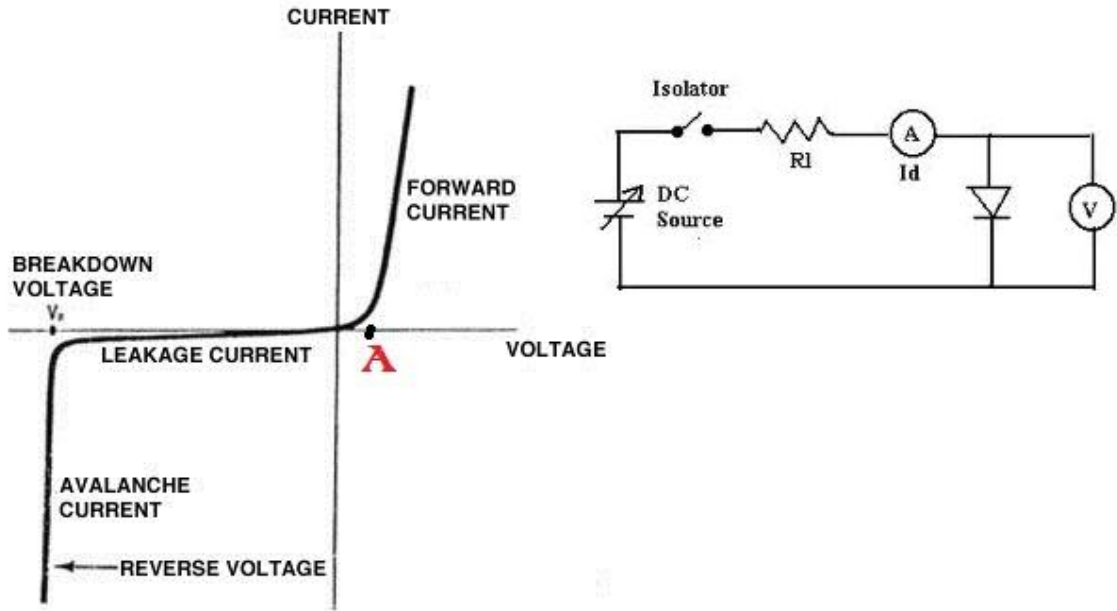 CURRENT
FORWARD
CURRENT
BREAKDOWN
VOLTAGE
LEAKAGE CURRENT
A
VOLTAGE
AVALANCHE
CURRENT
REVERSE VOLTAGE
Isolator
R1
A
Id
DC
Source
V